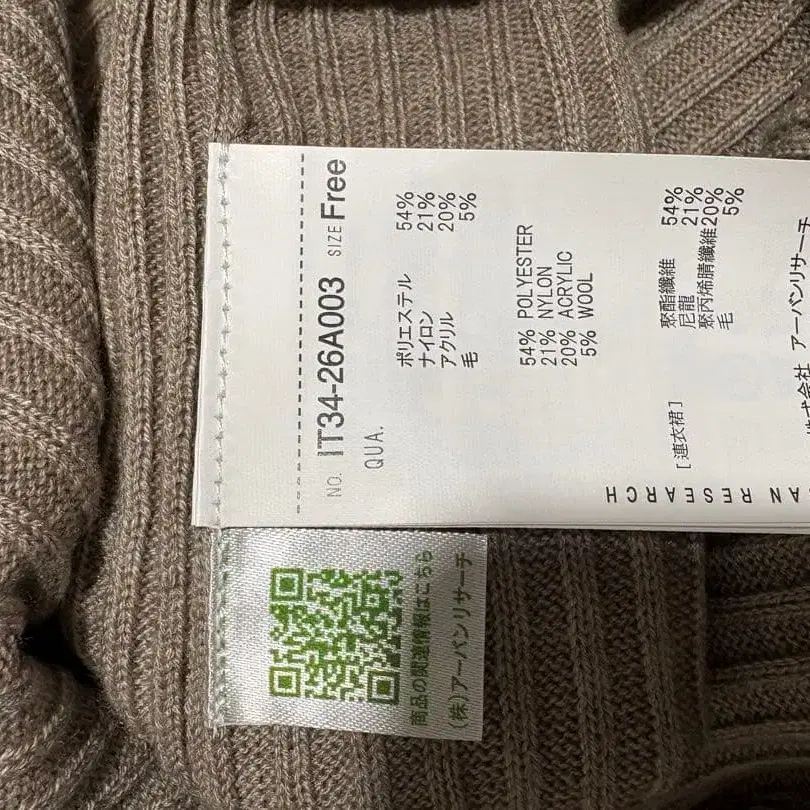 NO. IT34-26A003 SIZE Free
QUA.
ポリエステル 54%
ナイロン 21%
アクリル 20%
毛 5%
54% POLYESTER
21% NYLON
20% ACRYLIC
5% WOOL
[連衣裙]
聚酯纖維 54%
尼龍 21%
聚丙烯腈纖維 20%
毛 5%
株式会社 アーバンリサーチ
AN RESEARCH
商品の関連情報はこちら
(株)アーバンリサーチ